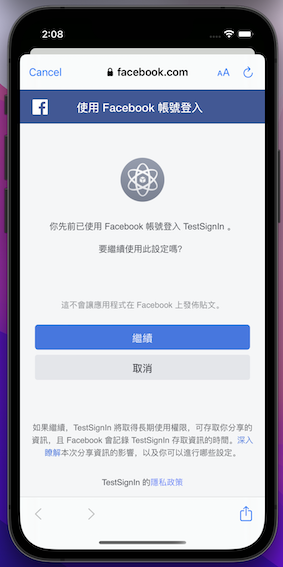 2:08
Cancel
facebook.com
AA
使用 Facebook 帳號登入
你先前已使用 Facebook 帳號登入 TestSignIn 。
要繼續使用此設定嗎?
這不會讓應用程式在 Facebook 上發佈貼文。
繼續
取消
如果繼續，TestSignIn 將取得長期使用權限，可存取你分享的
資訊，且 Facebook 會記錄 TestSignIn 存取資訊的時間。深入
瞭解本次分享資訊的影響，以及你可以進行哪些設定。
TestSignIn 的隱私政策